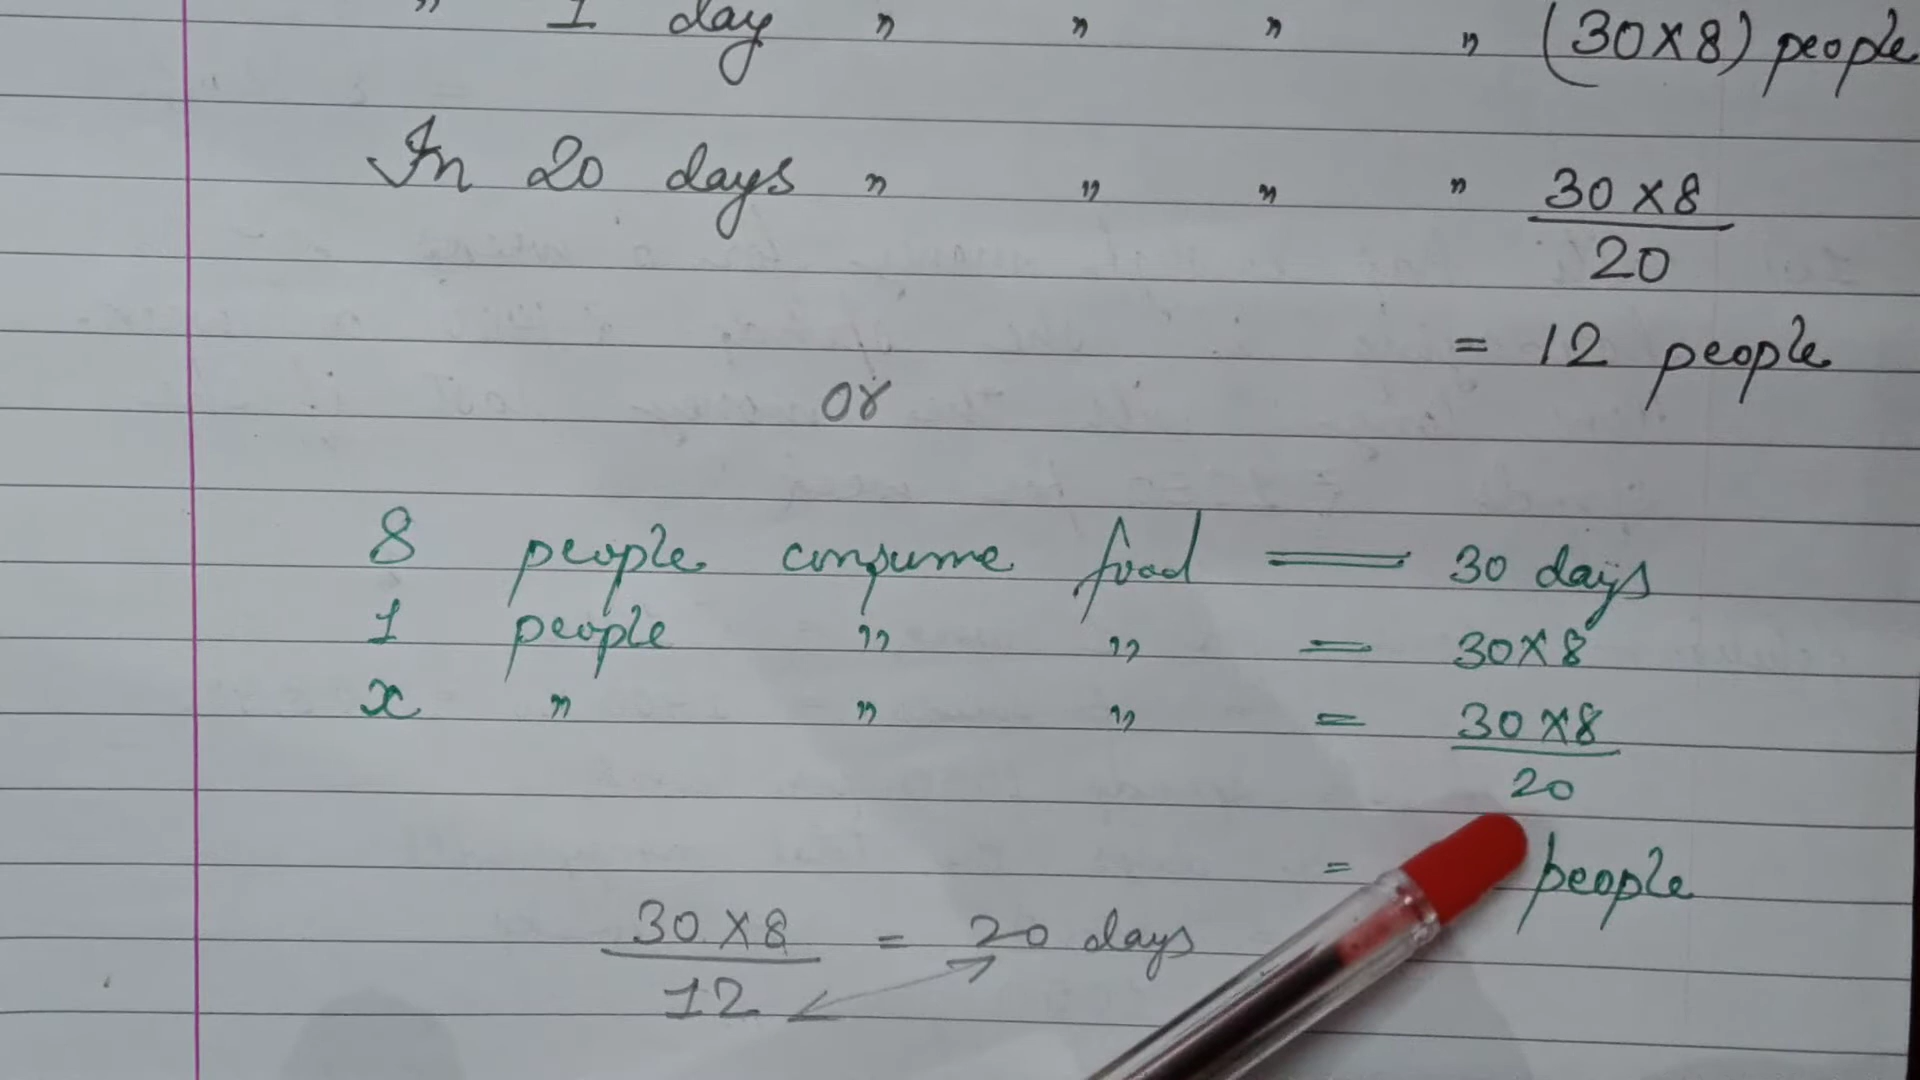 " 1 day " " " " (30×8) people
In 20 days " " " " 30×8
20
= 12 people
or
8 people consume food = 30 days
1 people " " = 30×8
x " " " = 30×8
20
= people
30×8 = 20 days
12